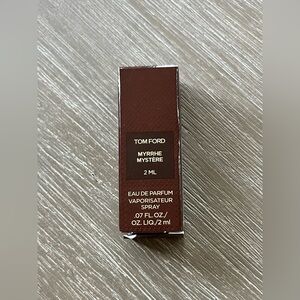 TOM FORD
MYRRHE
MYSTÈRE
2 ML
EAU DE PARFUM
VAPORISATEUR
SPRAY
.07 FL. OZ./
OZ. LIQ./2 ml